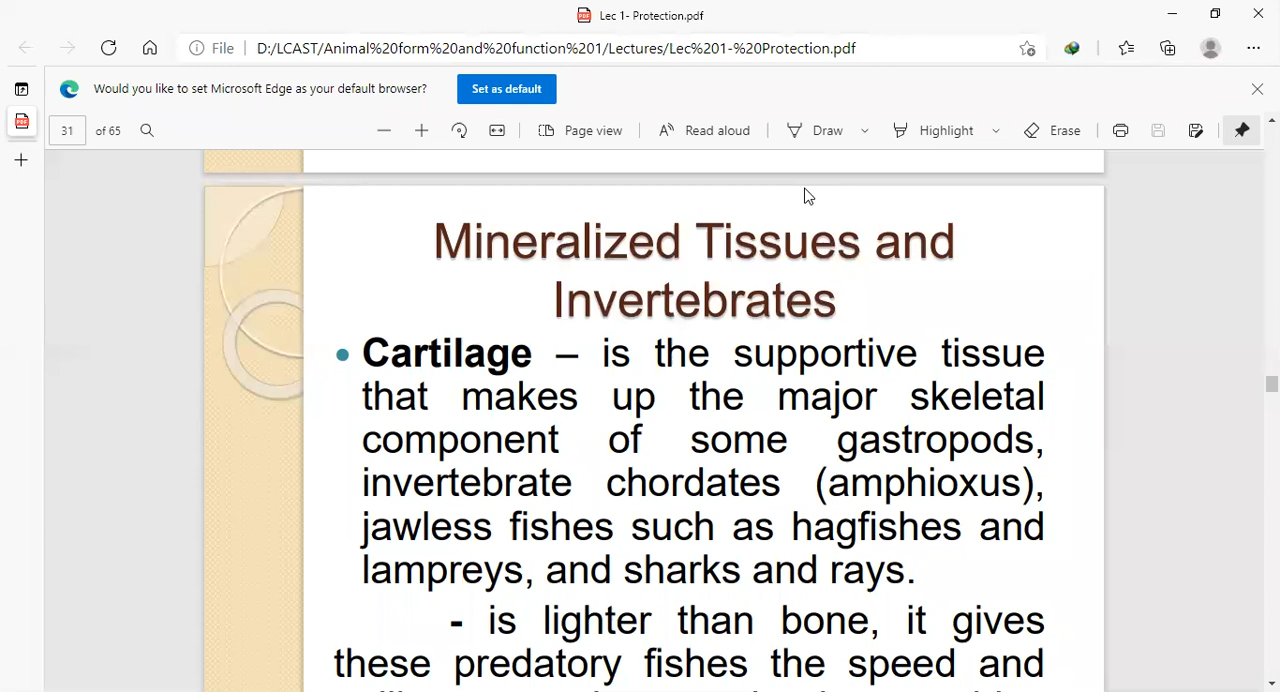 Lec 1- Protection.pdf
File D:/LCAST/Animal%20form%20and%20function%201/Lectures/Lec%201-%20Protection.pdf
Would you like to set Microsoft Edge as your default browser? Set as default
31 of 65 Page view Read aloud Draw Highlight Erase
Mineralized Tissues and
Invertebrates
• Cartilage – is the supportive tissue
that makes up the major skeletal
component of some gastropods,
invertebrate chordates (amphioxus),
jawless fishes such as hagfishes and
lampreys, and sharks and rays.
- is lighter than bone, it gives
these predatory fishes the speed and